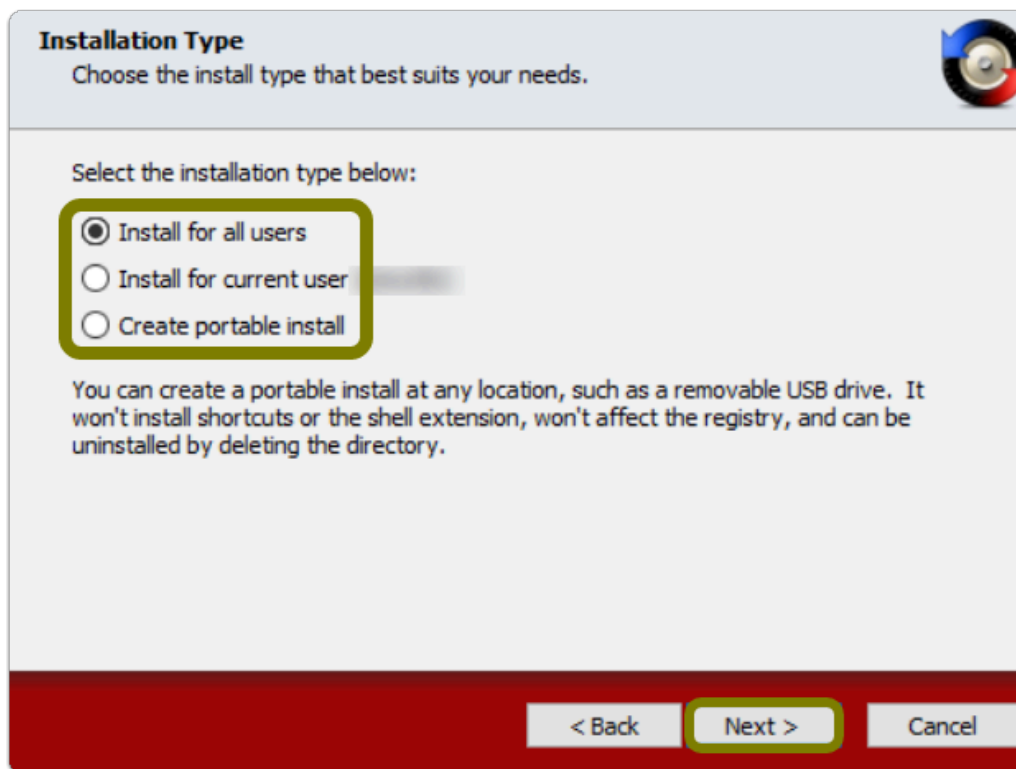 Installation Type
Choose the install type that best suits your needs.
Select the installation type below:
Install for all users
Install for current user
Create portable install
You can create a portable install at any location, such as a removable USB drive.  It
won't install shortcuts or the shell extension, won't affect the registry, and can be
uninstalled by deleting the directory.
< Back
Next >
Cancel